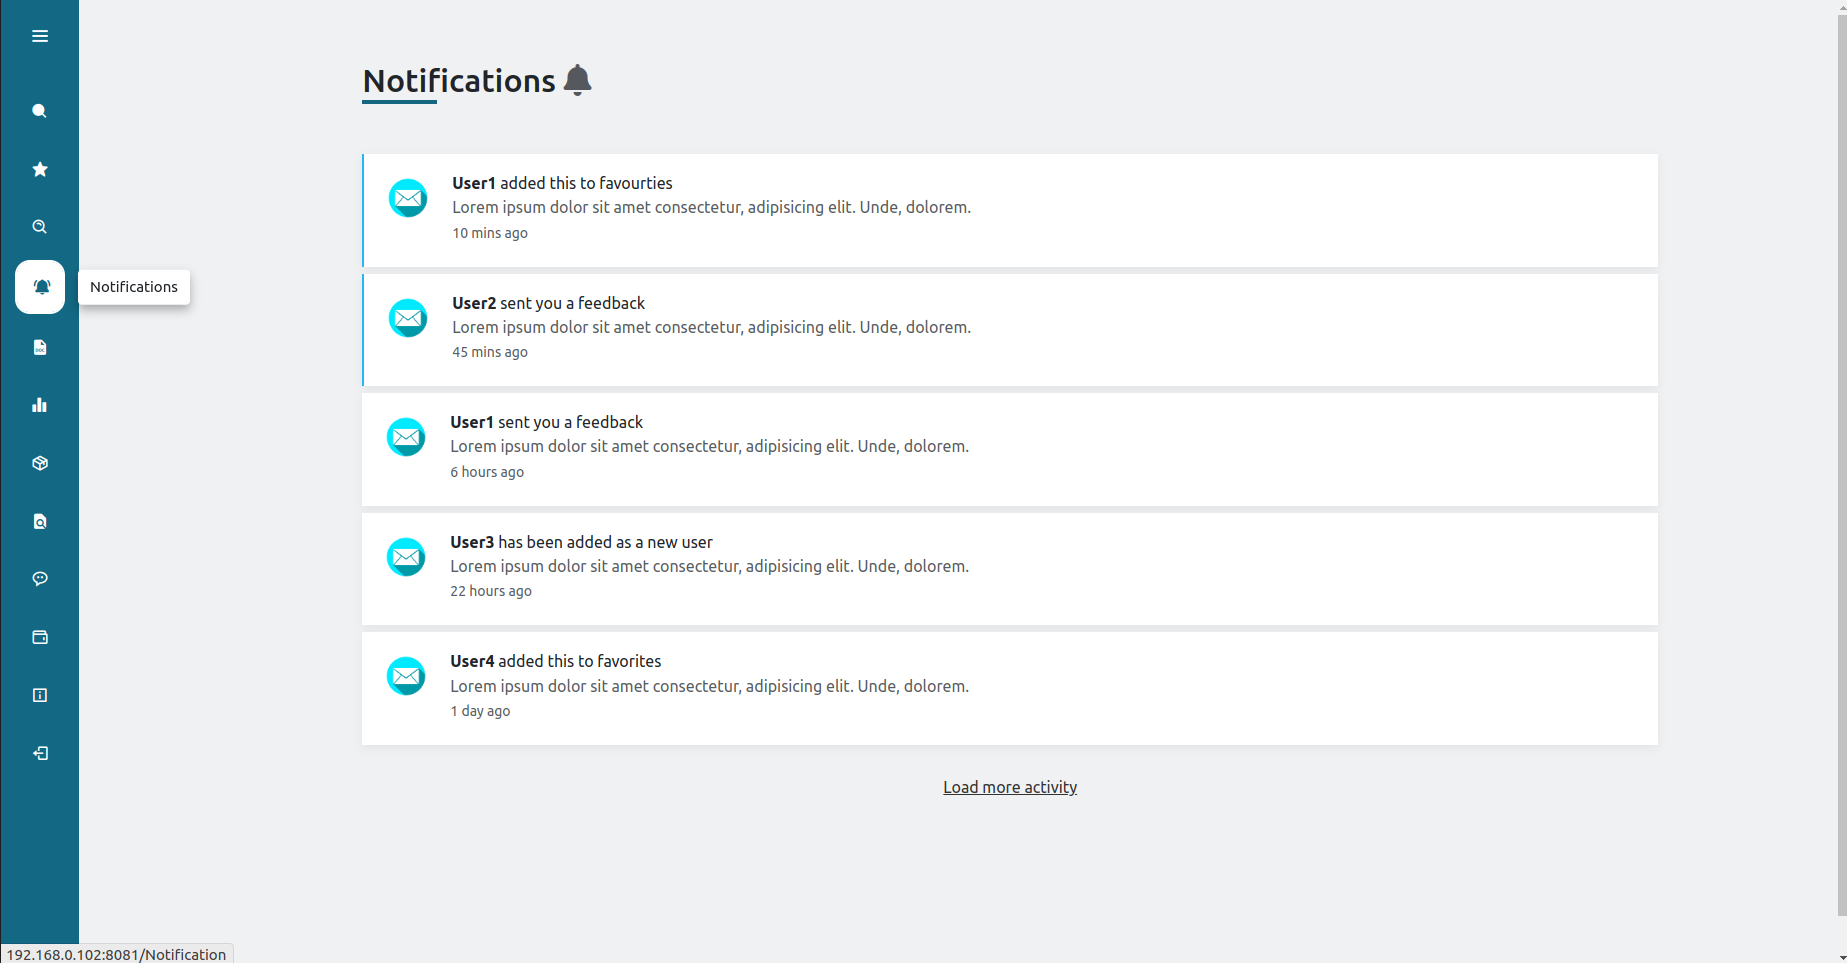 Notifications
Notifications
User1 added this to favourties
Lorem ipsum dolor sit amet consectetur, adipisicing elit. Unde, dolorem.
10 mins ago
User2 sent you a feedback
Lorem ipsum dolor sit amet consectetur, adipisicing elit. Unde, dolorem.
45 mins ago
User1 sent you a feedback
Lorem ipsum dolor sit amet consectetur, adipisicing elit. Unde, dolorem.
6 hours ago
User3 has been added as a new user
Lorem ipsum dolor sit amet consectetur, adipisicing elit. Unde, dolorem.
22 hours ago
User4 added this to favorites
Lorem ipsum dolor sit amet consectetur, adipisicing elit. Unde, dolorem.
1 day ago
Load more activity
192.168.0.102:8081/Notification